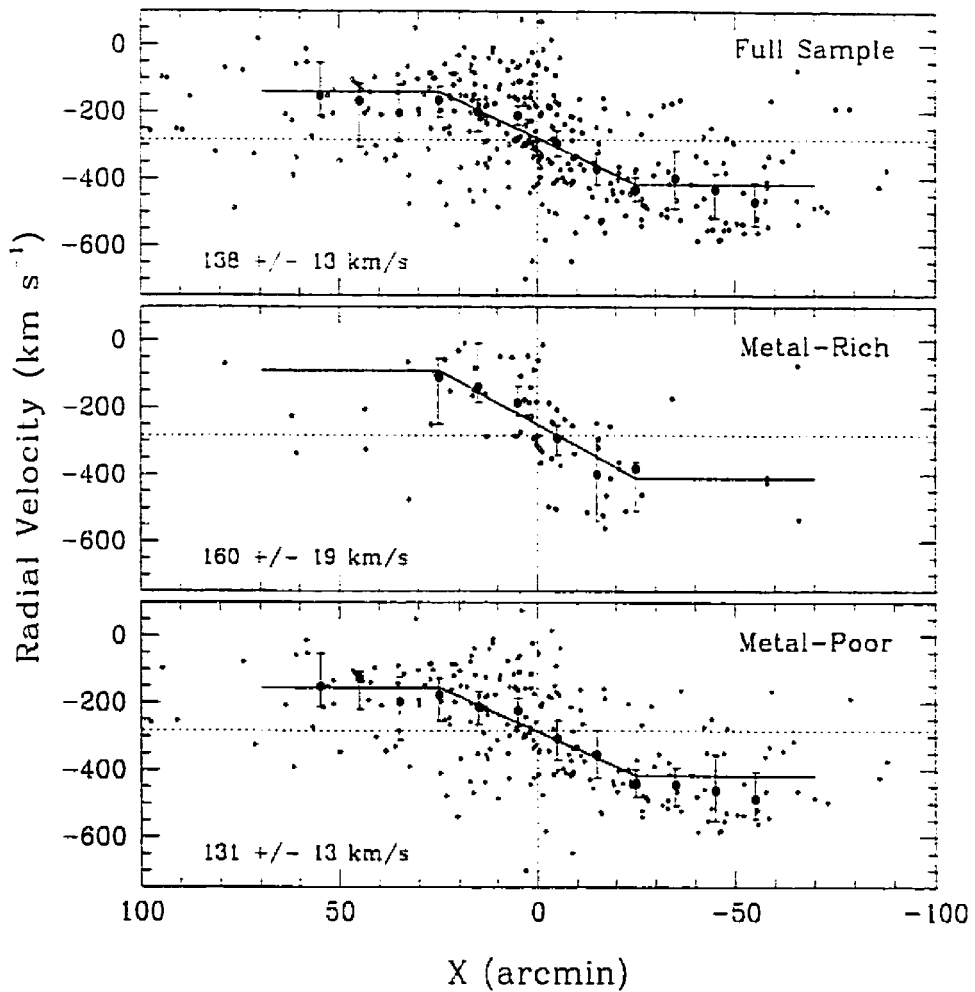 Radial Velocity (km s⁻¹)
0
-200
-400
-600
Full Sample
138 +/- 13 km/s
0
-200
-400
-600
Metal-Rich
160 +/- 19 km/s
0
-200
-400
-600
Metal-Poor
131 +/- 13 km/s
100 50 0 -50 -100
X (arcmin)